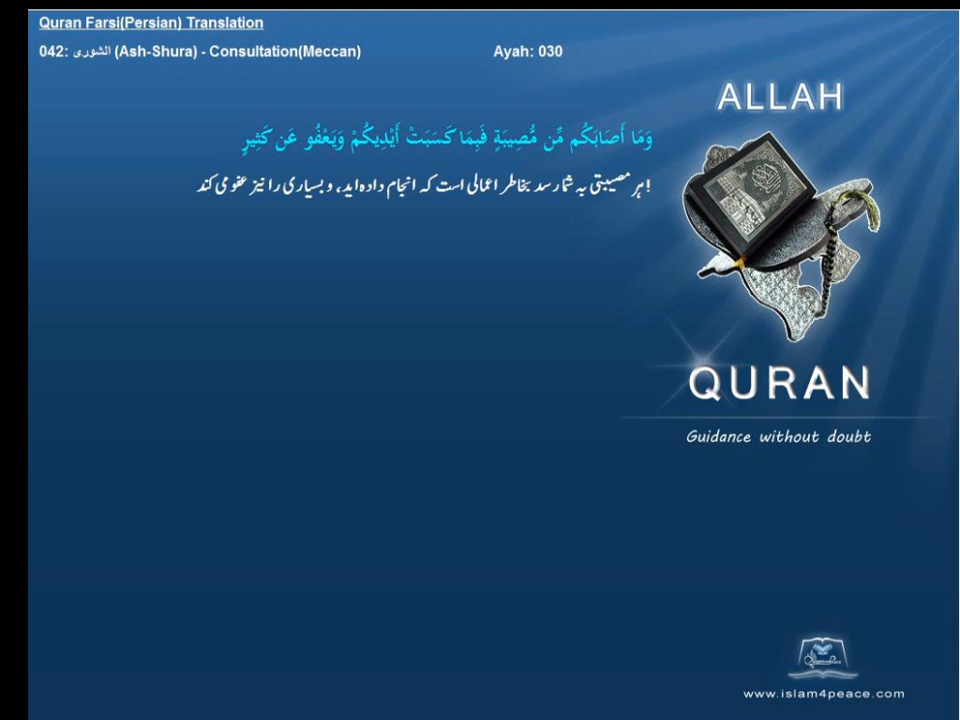 Quran Farsi(Persian) Translation
042: الشورى (Ash-Shura) - Consultation(Meccan) Ayah: 030
ALLAH
وَمَا أَصَابَكُم مِّن مُّصِيبَةٍ فَبِمَا كَسَبَتْ أَيْدِيكُمْ وَيَعْفُو عَن كَثِيرٍ
هر مصیبتی به شما رسد بخاطر اعمالی است که انجام داده‌اید، و بسیاری را نیز عفو می کند!
QURAN
Guidance without doubt
www.islam4peace.com